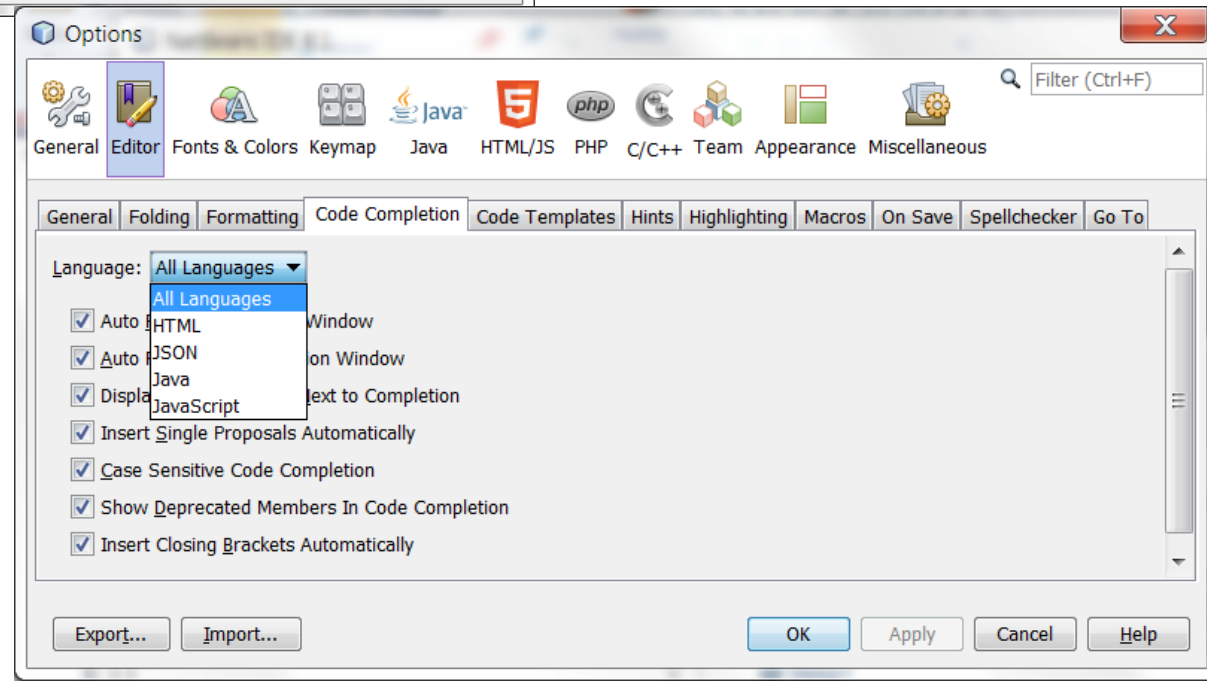 Options
Filter (Ctrl+F)
Java
php
General Editor Fonts & Colors Keymap Java HTML/JS PHP C/C++ Team Appearance Miscellaneous
General Folding Formatting Code Completion Code Templates Hints Highlighting Macros On Save Spellchecker Go To
Language: All Languages
All Languages
HTML
JSON
Java
JavaScript
Auto Window
Auto ion Window
Displa Next to Completion
Insert Single Proposals Automatically
Case Sensitive Code Completion
Show Deprecated Members In Code Completion
Insert Closing Brackets Automatically
Export... Import... OK Apply Cancel Help